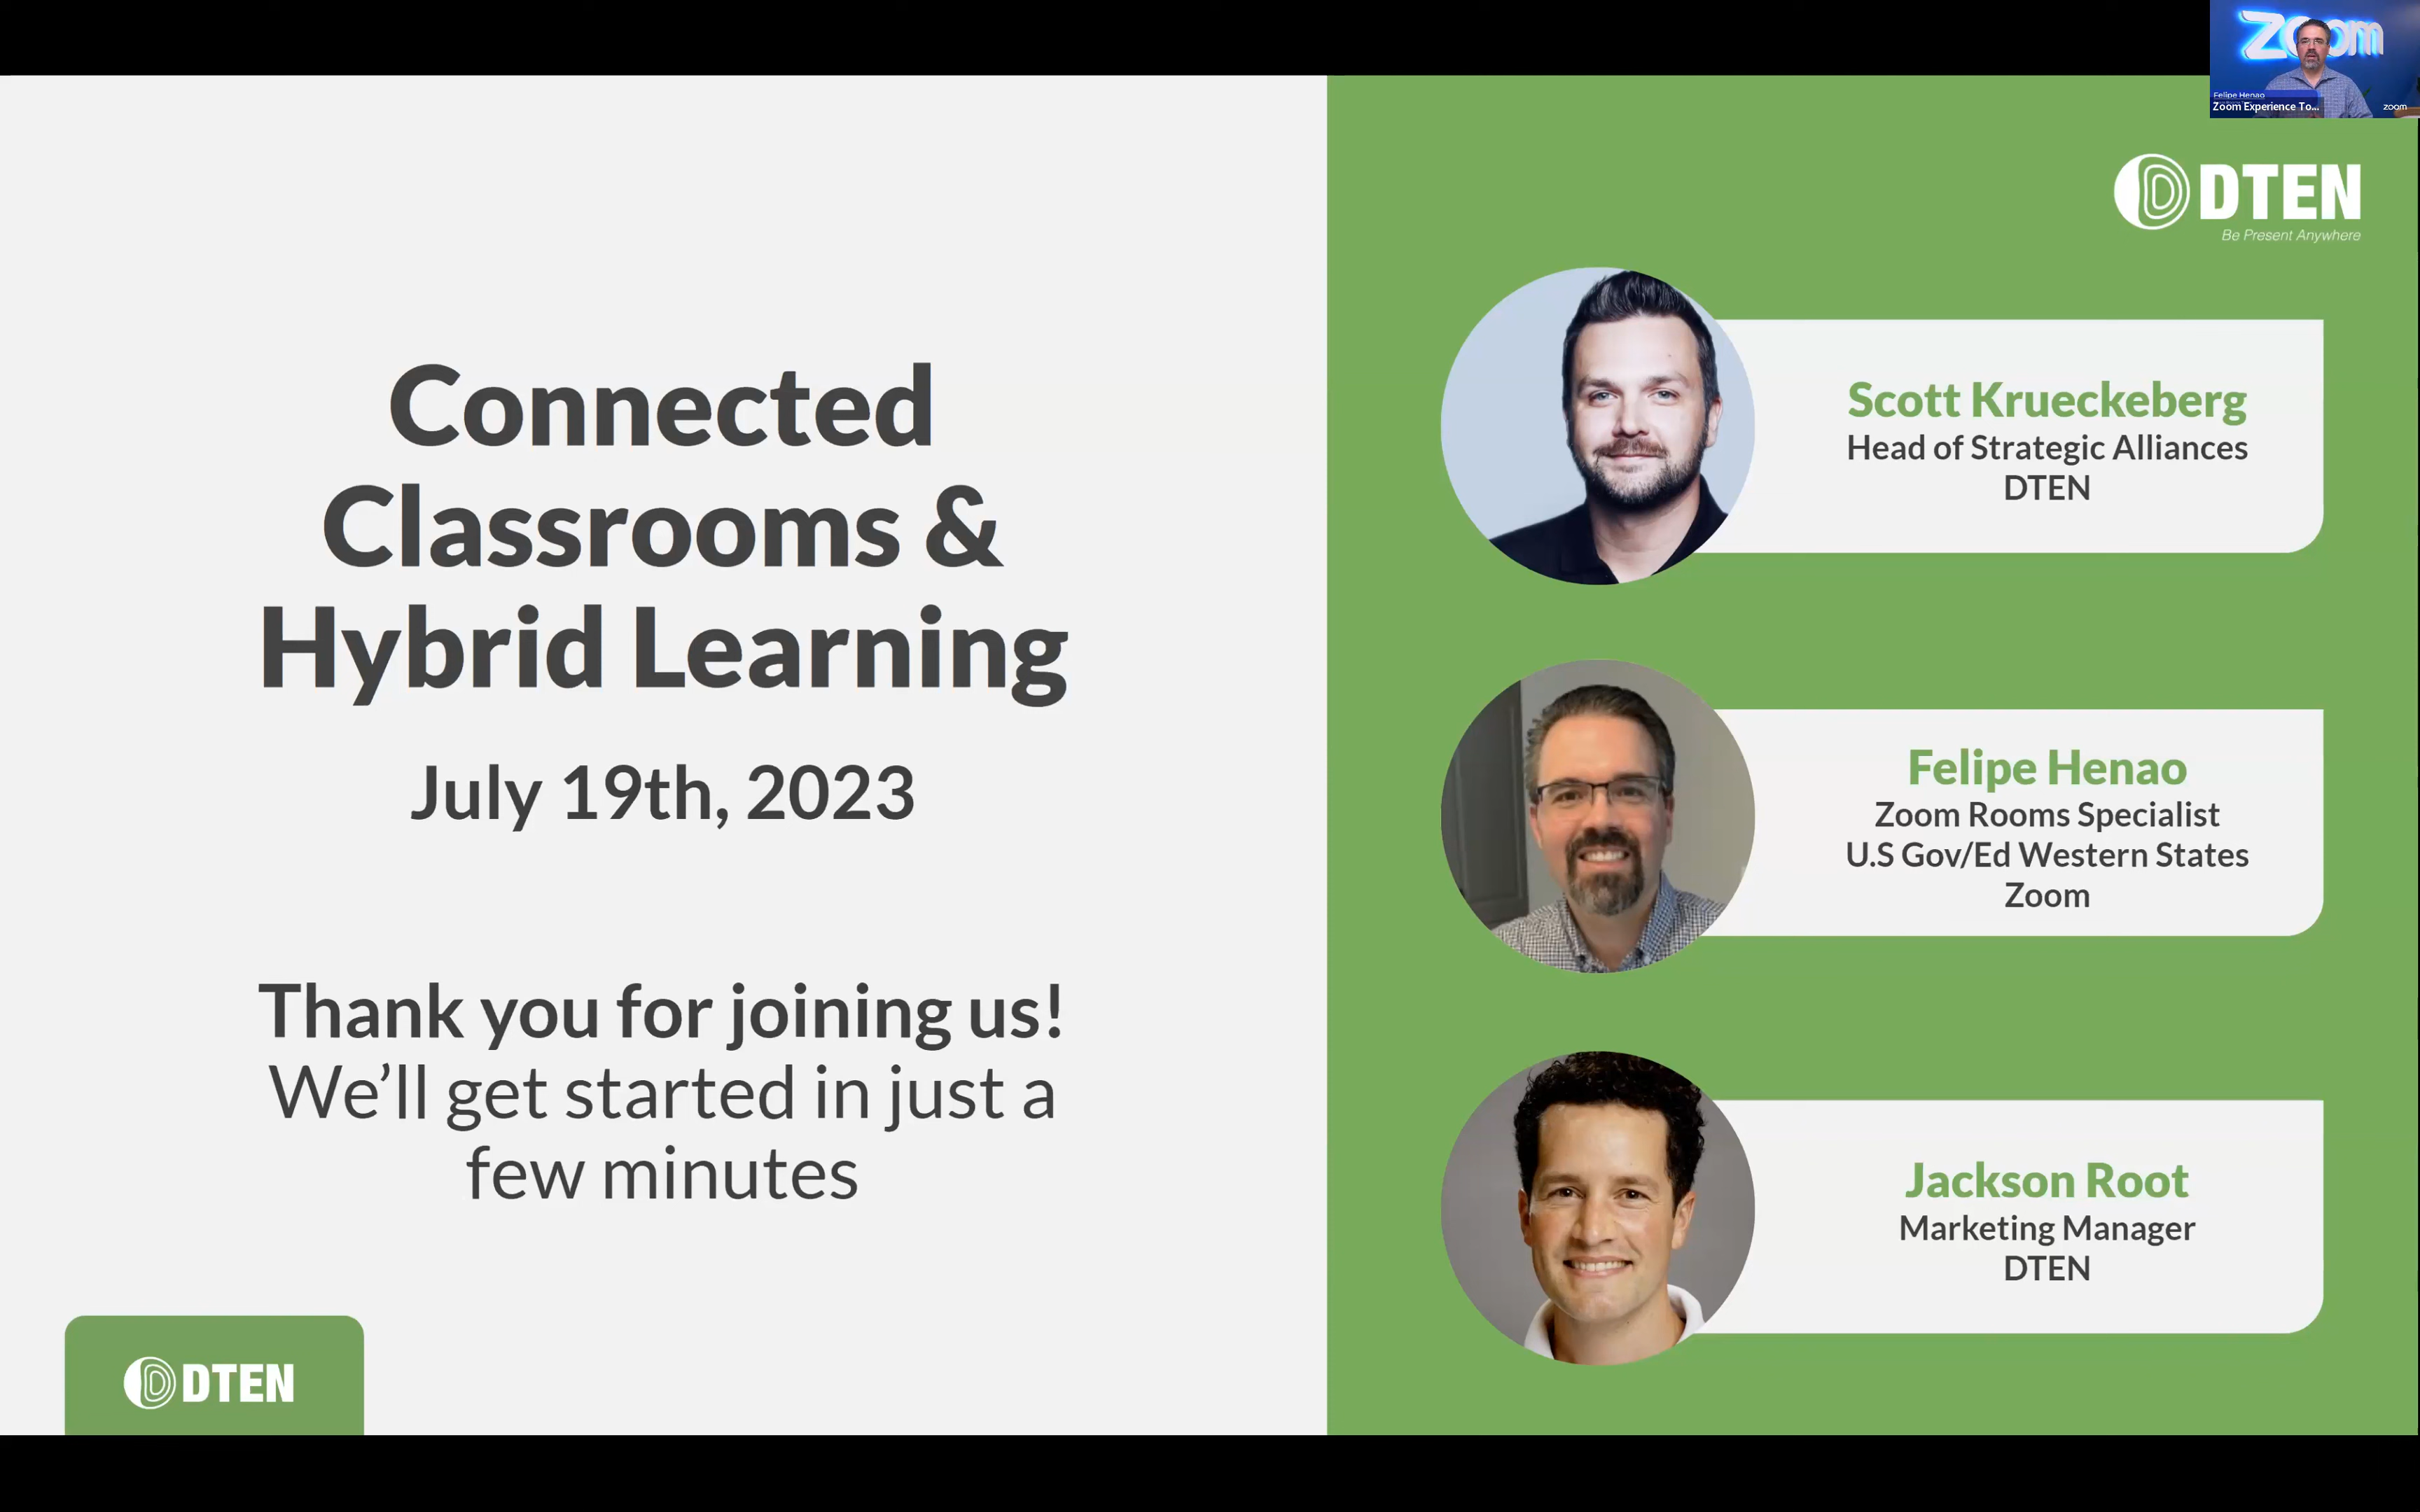 zoom
Felipe Henao
Zoom Experience To...
zoom
DTEN
Be Present Anywhere
Connected
Classrooms &
Hybrid Learning
July 19th, 2023
Thank you for joining us!
We’ll get started in just a
few minutes
DTEN
Scott Krueckeberg
Head of Strategic Alliances
DTEN
Felipe Henao
Zoom Rooms Specialist
U.S Gov/Ed Western States
Zoom
Jackson Root
Marketing Manager
DTEN